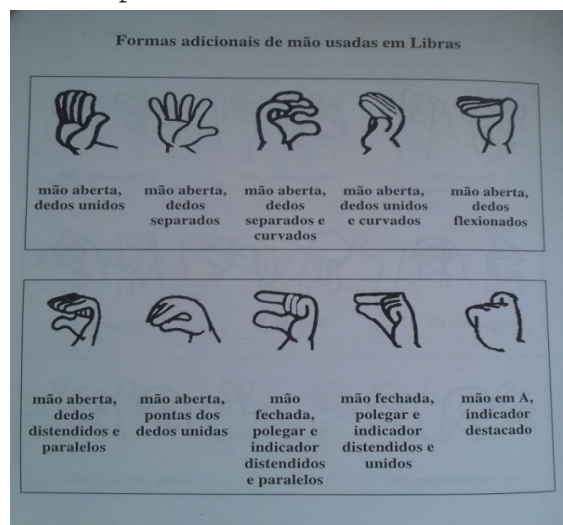 Formas adicionais de mão usadas em Libras
mão aberta,
dedos unidos
mão aberta,
dedos
separados
mão aberta,
dedos
separados e
curvados
mão aberta,
dedos unidos
e curvados
mão aberta,
dedos
flexionados
mão aberta,
dedos
distendidos e
paralelos
mão aberta,
pontas dos
dedos unidas
mão
fechada,
polegar e
indicador
distendidos
e paralelos
mão fechada,
polegar e
indicador
distendidos e
unidos
mão em A,
indicador
destacado